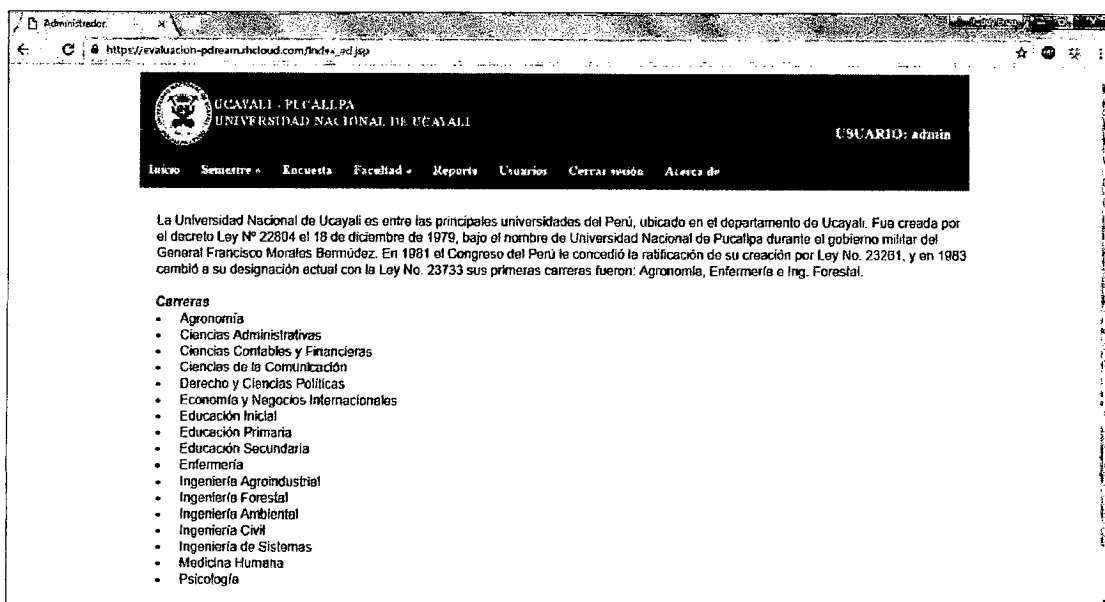 Administrador
https://evaluacion-pdream.rhcloud.com/index_ad.jsp
UCAYALI - PUCALLPA
UNIVERSIDAD NACIONAL DE UCAYALI
USUARIO: admin
Inicio Semestre Encuesta Facultad Reporte Usuarios Cerrar sesión Acerca de
La Universidad Nacional de Ucayali es entre las principales universidades del Perú, ubicado en el departamento de Ucayali. Fue creada por
el decreto Ley Nº 22804 el 18 de diciembre de 1979, bajo el nombre de Universidad Nacional de Pucallpa durante el gobierno militar del
General Francisco Morales Bermúdez. En 1981 el Congreso del Perú le concedió la ratificación de su creación por Ley No. 23261, y en 1983
cambió a su designación actual con la Ley No. 23733 sus primeras carreras fueron: Agronomía, Enfermería e Ing. Forestal.
Carreras
• Agronomía
• Ciencias Administrativas
• Ciencias Contables y Financieras
• Ciencias de la Comunicación
• Derecho y Ciencias Políticas
• Economía y Negocios Internacionales
• Educación Inicial
• Educación Primaria
• Educación Secundaria
• Enfermería
• Ingeniería Agroindustrial
• Ingeniería Forestal
• Ingeniería Ambiental
• Ingeniería Civil
• Ingeniería de Sistemas
• Medicina Humana
• Psicología